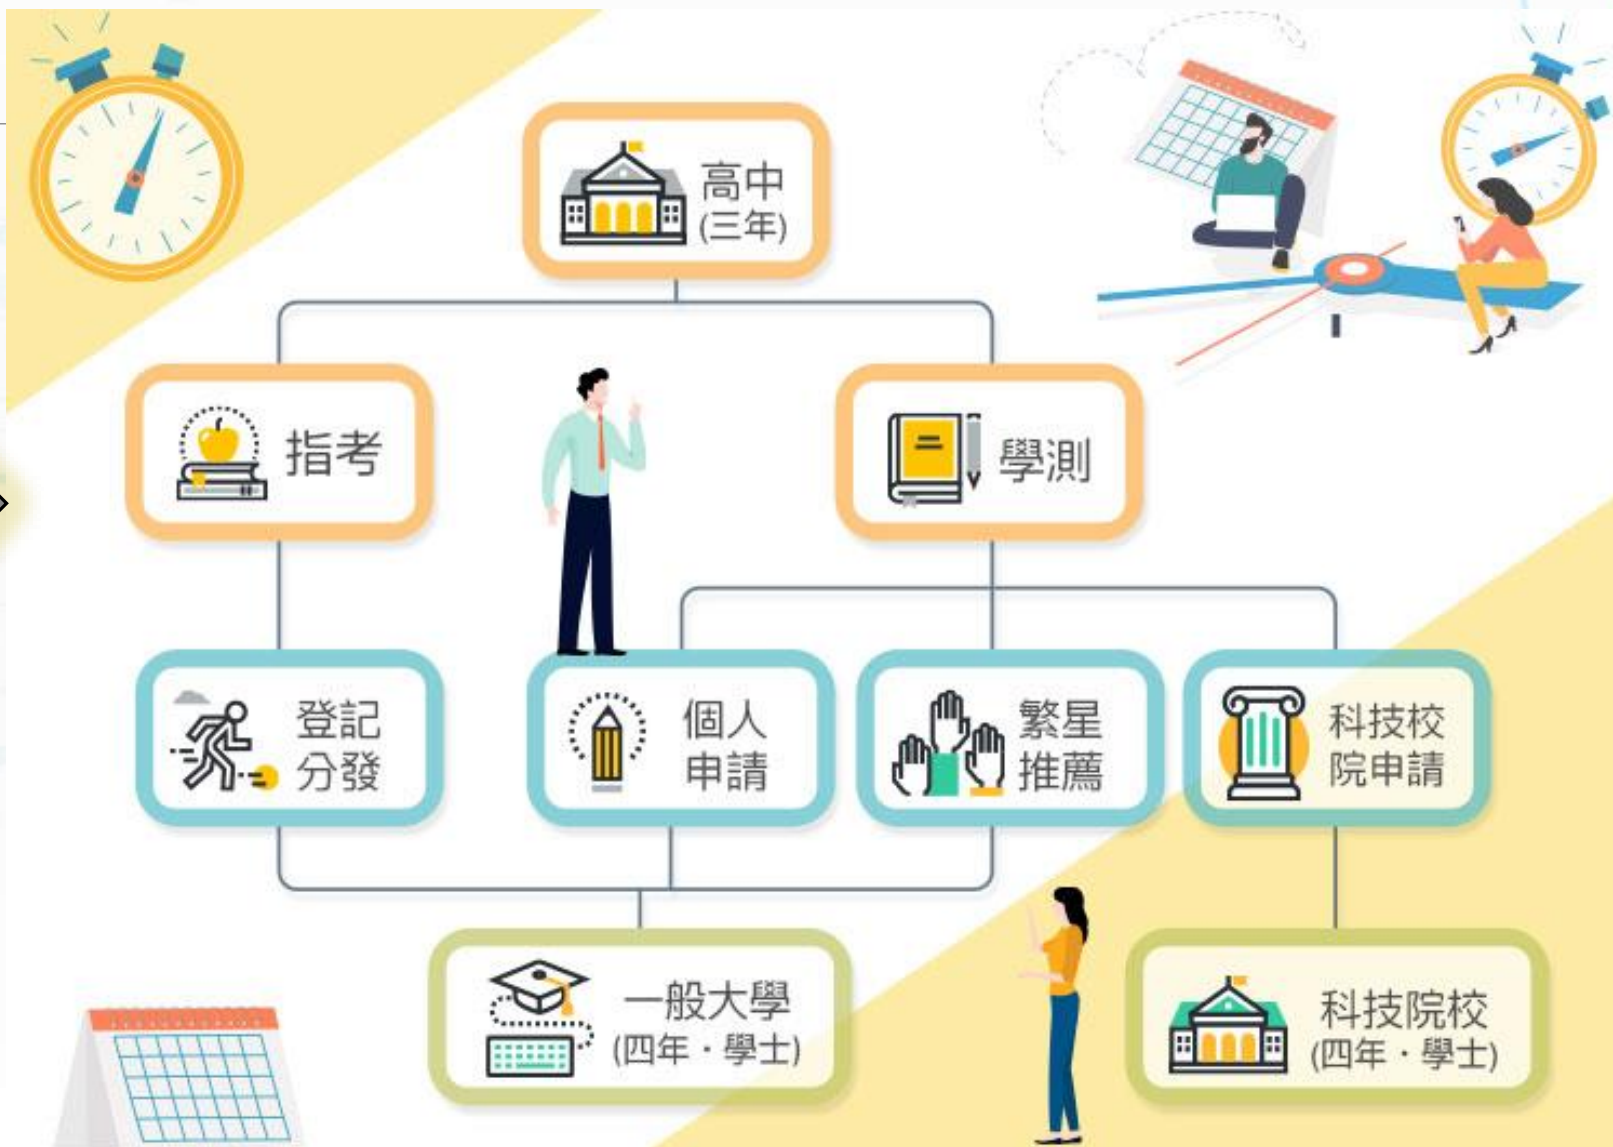 高中
(三年)
指考
學測
登記
分發
個人
申請
繁星
推薦
科技校
院申請
一般大學
(四年・學士)
科技院校
(四年・學士)